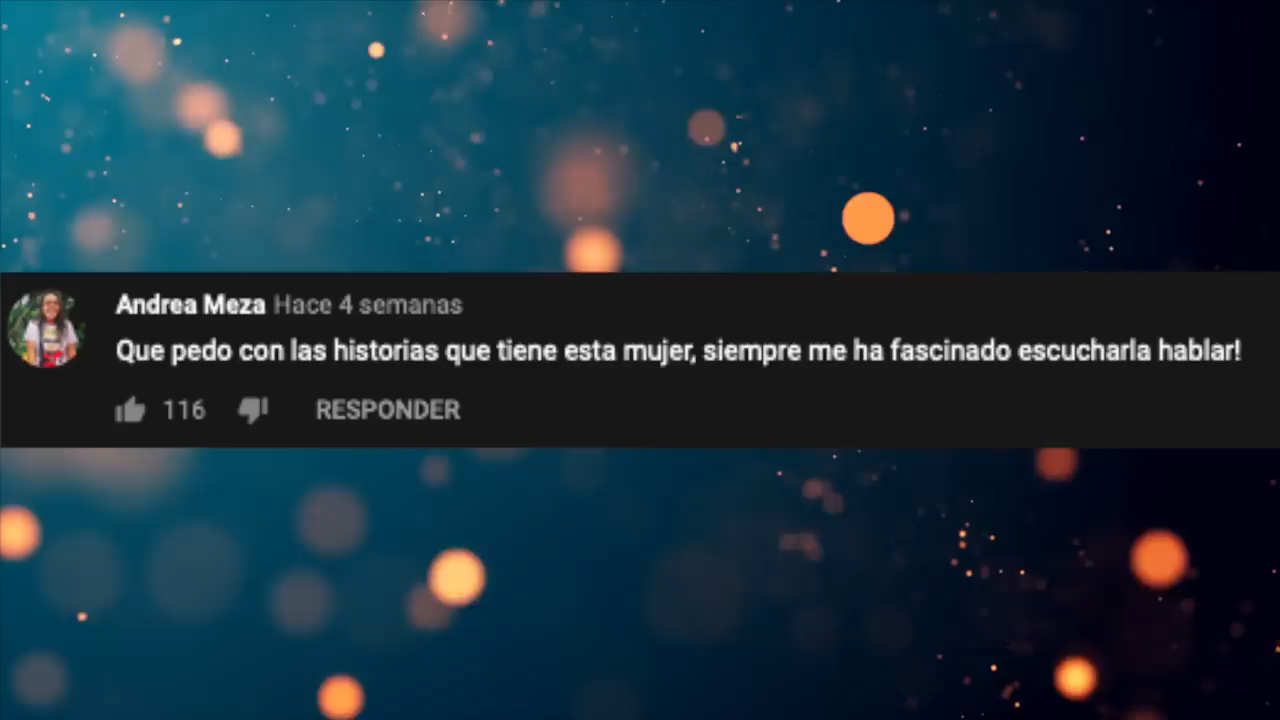 Andrea Meza Hace 4 semanas
Que pedo con las historias que tiene esta mujer, siempre me ha fascinado escucharla hablar!
116 RESPONDER